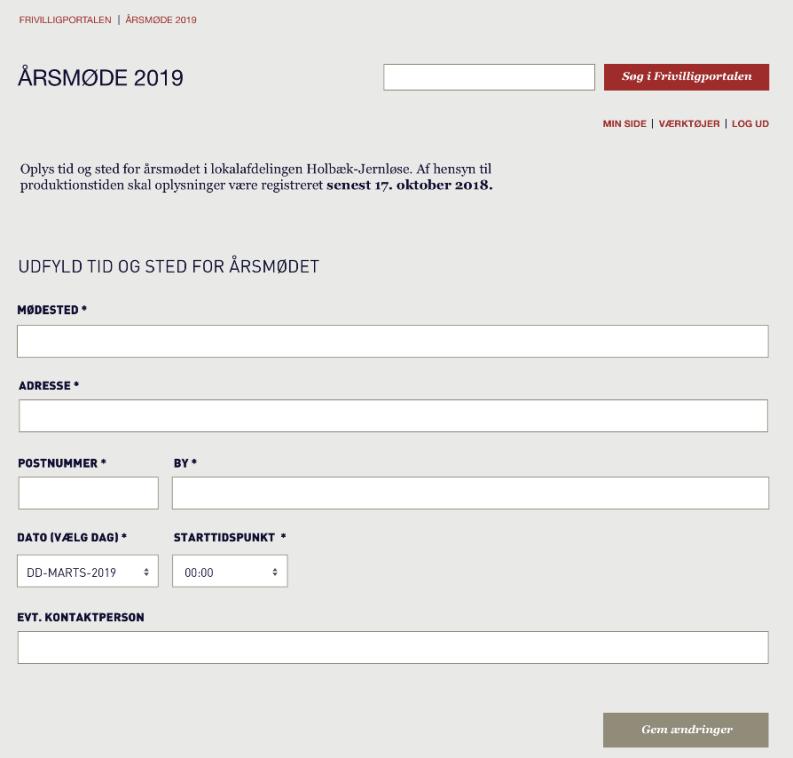 FRIVILLIGPORTALEN | ÅRSMØDE 2019
ÅRSMØDE 2019
Søg i Frivilligportalen
MIN SIDE | VÆRKTØJER | LOG UD
Oplys tid og sted for årsmødet i lokalafdelingen Holbæk-Jernløse. Af hensyn til
produktionstiden skal oplysninger være registreret senest 17. oktober 2018.
UDFYLD TID OG STED FOR ÅRSMØDET
MØDESTED *
ADRESSE *
POSTNUMMER * BY *
DATO (VÆLG DAG) * STARTTIDSPUNKT *
DD-MARTS-2019 00:00
EVT. KONTAKTPERSON
Gem ændringer